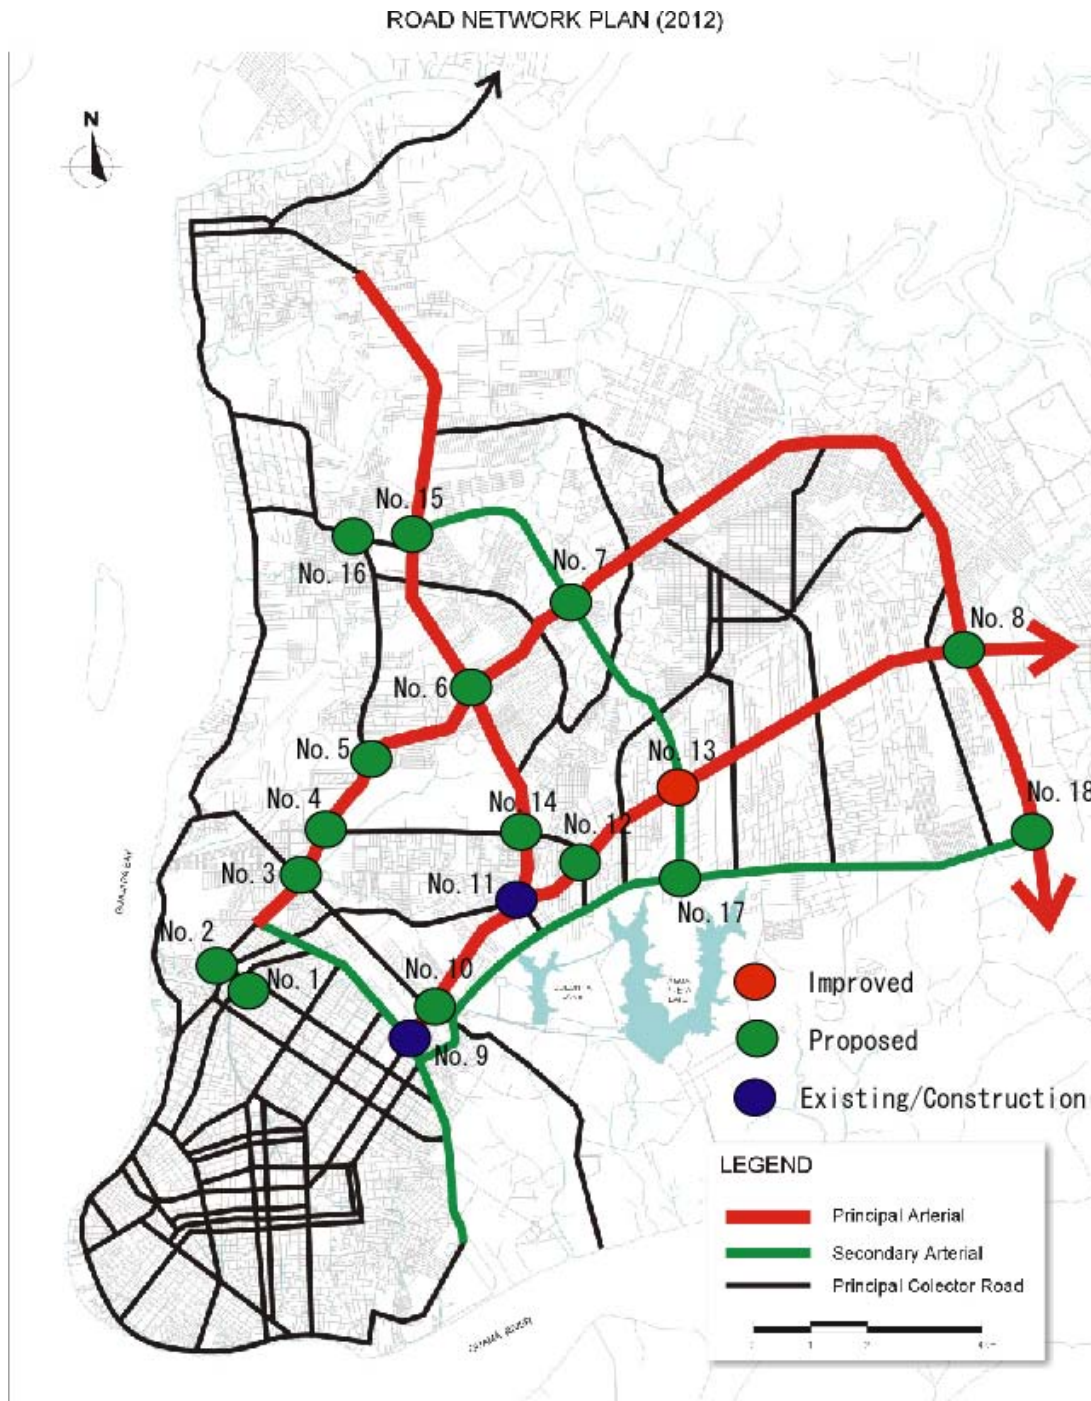 ROAD NETWORK PLAN (2012)
N
No. 15
No. 16
No. 7
No. 8
No. 6
No. 5
No. 13
No. 4
No. 14
No. 12
No. 18
No. 3
No. 11
No. 17
No. 2
No. 1
No. 10
No. 9
Improved
Proposed
Existing/Construction
LEGEND
Principal Arterial
Secondary Arterial
Principal Colector Road